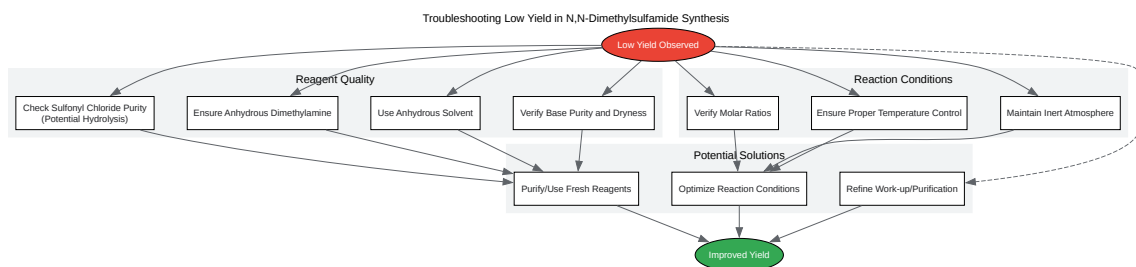 Troubleshooting Low Yield in N,N-Dimethylsulfamide Synthesis
Low Yield Observed
Reagent Quality
Reaction Conditions
Check Sulfonyl Chloride Purity
(Potential Hydrolysis)
Ensure Anhydrous Dimethylamine
Use Anhydrous Solvent
Verify Base Purity and Dryness
Verify Molar Ratios
Ensure Proper Temperature Control
Maintain Inert Atmosphere
Potential Solutions
Purify/Use Fresh Reagents
Optimize Reaction Conditions
Refine Work-up/Purification
Improved Yield